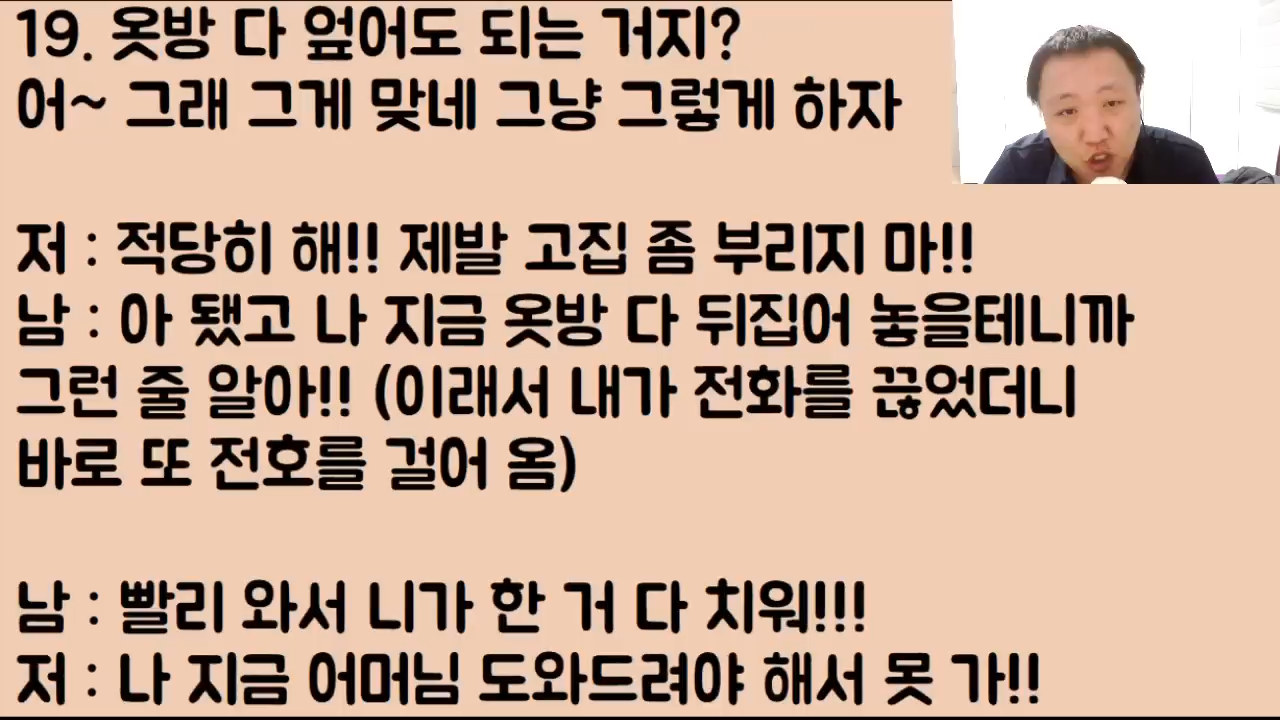 19. 옷방 다 엎어도 되는 거지?
어~ 그래 그게 맞네 그냥 그렇게 하자
저 : 적당히 해!! 제발 고집 좀 부리지 마!!
남 : 아 됐고 나 지금 옷방 다 뒤집어 놓을테니까
그런 줄 알아!! (이래서 내가 전화를 끊었더니
바로 또 전호를 걸어 옴)
남 : 빨리 와서 니가 한 거 다 치워!!!
저 : 나 지금 어머님 도와드려야 해서 못 가!!